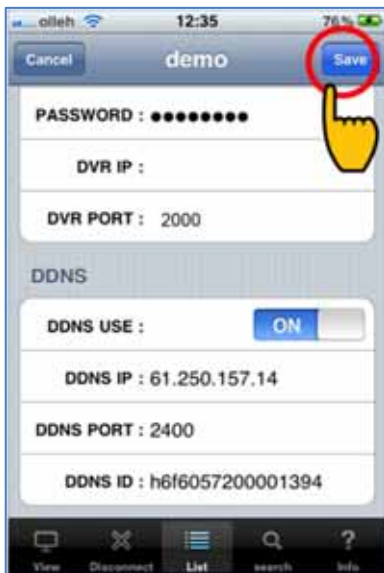 olleh 12:35 76%
Cancel demo Save
PASSWORD : ●●●●●●●●
DVR IP :
DVR PORT : 2000
DDNS
DDNS USE : ON
DDNS IP : 61.250.157.14
DDNS PORT : 2400
DDNS ID : h6f6057200001394
View Disconnect List search Info